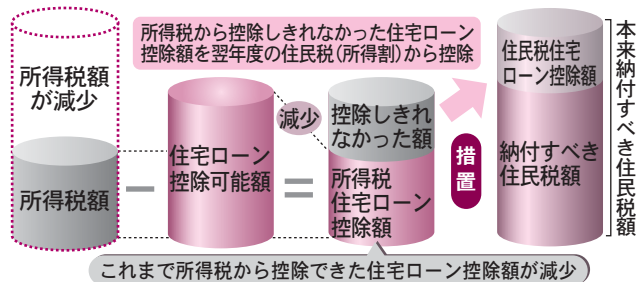 所得税から控除しきれなかった住宅ローン
控除額を翌年度の住民税（所得割）から控除
所得税額
が減少
所得税額
住宅ローン
控除可能額
減少
控除しきれ
なかった額
所得税
住宅ローン
控除額
措置
住民税住宅
ローン控除額
納付すべき
住民税額
本来納付すべき住民税額
これまで所得税から控除できた住宅ローン控除額が減少